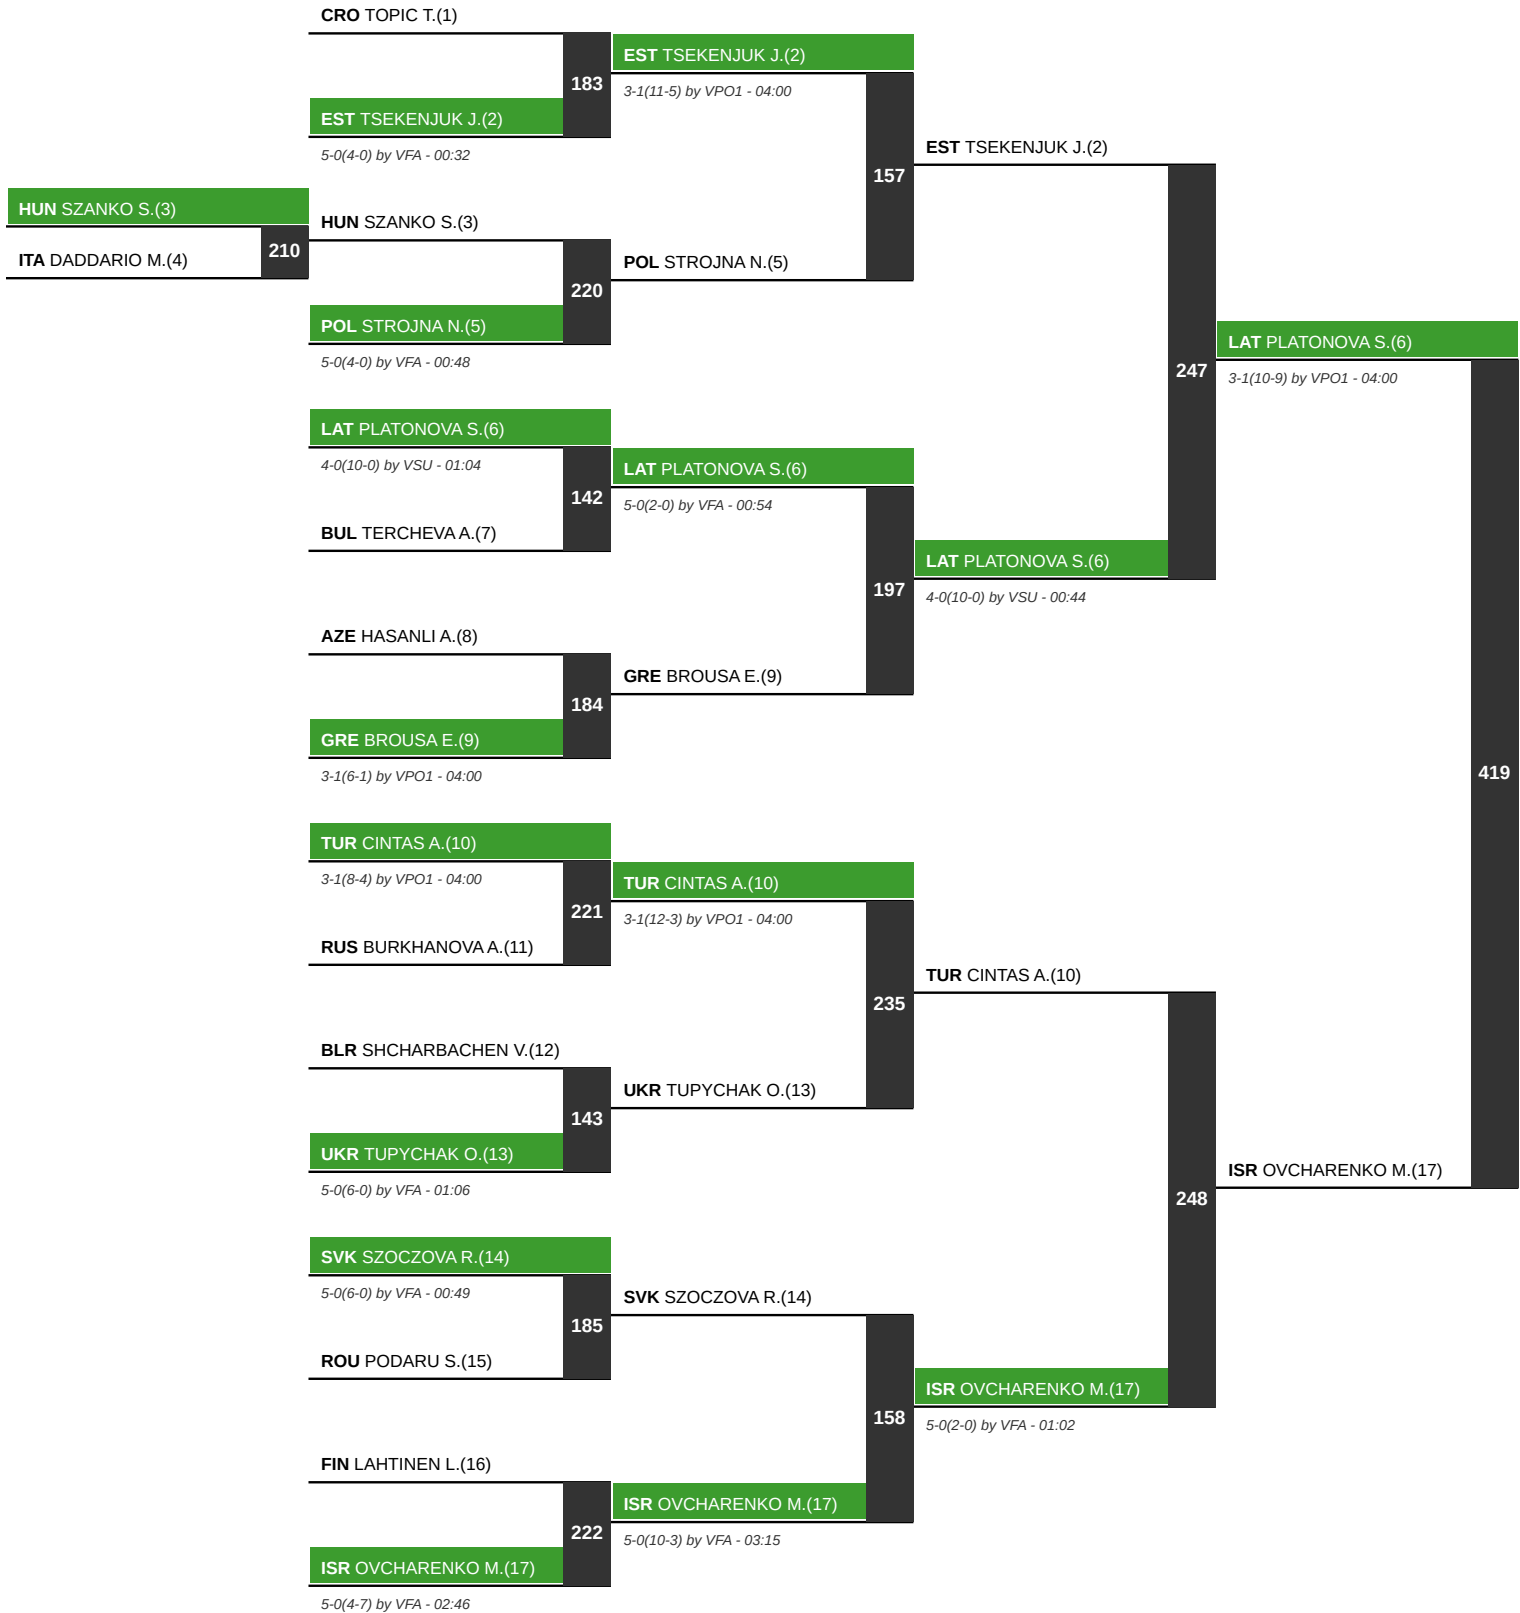 CRO TOPIC T.(1)
183
EST TSEKENJUK J.(2)
5-0(4-0) by VFA - 00:32
HUN SZANKO S.(3)
210
ITA DADDARIO M.(4)
HUN SZANKO S.(3)
220
POL STROJNA N.(5)
5-0(4-0) by VFA - 00:48
LAT PLATONOVA S.(6)
4-0(10-0) by VSU - 01:04
142
BUL TERCHEVA A.(7)
AZE HASANLI A.(8)
184
GRE BROUSA E.(9)
3-1(6-1) by VPO1 - 04:00
TUR CINTAS A.(10)
3-1(8-4) by VPO1 - 04:00
221
RUS BURKHANOVA A.(11)
BLR SHCHARBACHEN V.(12)
143
UKR TUPYCHAK O.(13)
5-0(6-0) by VFA - 01:06
SVK SZOCZOVA R.(14)
5-0(6-0) by VFA - 00:49
185
ROU PODARU S.(15)
FIN LAHTINEN L.(16)
222
ISR OVCHARENKO M.(17)
5-0(4-7) by VFA - 02:46
EST TSEKENJUK J.(2)
3-1(11-5) by VPO1 - 04:00
157
POL STROJNA N.(5)
LAT PLATONOVA S.(6)
5-0(2-0) by VFA - 00:54
197
GRE BROUSA E.(9)
TUR CINTAS A.(10)
3-1(12-3) by VPO1 - 04:00
235
UKR TUPYCHAK O.(13)
SVK SZOCZOVA R.(14)
158
ISR OVCHARENKO M.(17)
5-0(10-3) by VFA - 03:15
EST TSEKENJUK J.(2)
247
LAT PLATONOVA S.(6)
4-0(10-0) by VSU - 00:44
TUR CINTAS A.(10)
248
ISR OVCHARENKO M.(17)
5-0(2-0) by VFA - 01:02
LAT PLATONOVA S.(6)
3-1(10-9) by VPO1 - 04:00
419
ISR OVCHARENKO M.(17)